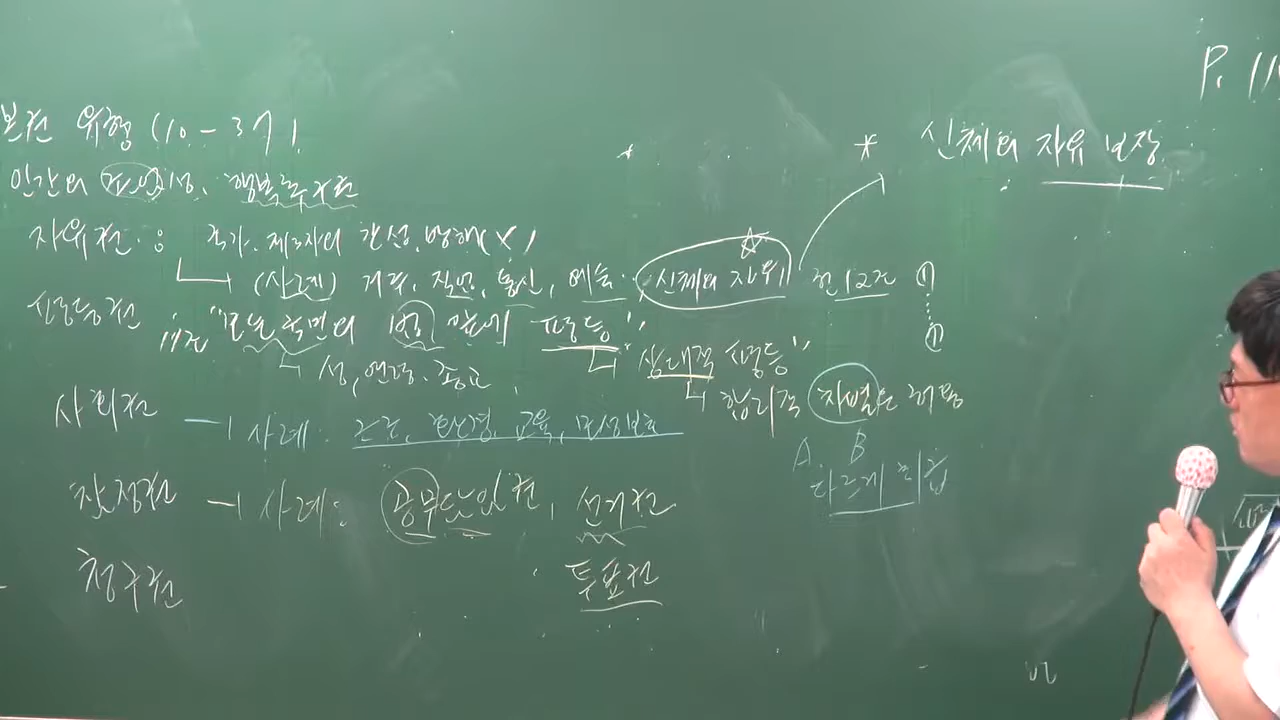 본권 유형 (10-37)
인간의 존엄성, 행복추구권
자유권 : 국가. 제3자의 간섭. 방해(X)
(사례) 거주, 직업, 통신, 예술, 신체의 자유 헌12조 ①
⑦
평등권 11조 "모든 국민의 법 앞에 평등"
성, 연령, 종교
"상대적 평등"
합리적 차별은 허용
A B
다르게 취급
사회권 → 사례: 근로, 환경, 교육, 모성보호
참정권 → 사례: 공무담임권, 선거권
투표권
청구권
* 신체의 자유 보장
P. 11